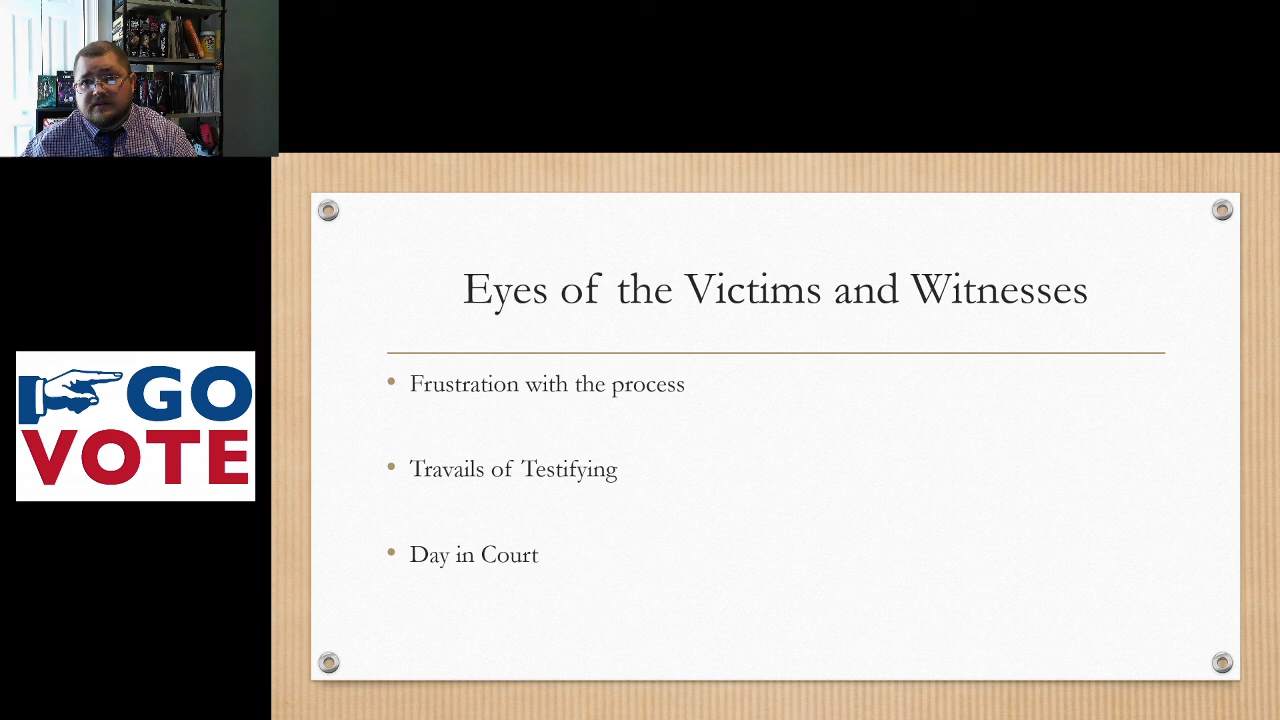 GO
VOTE
Eyes of the Victims and Witnesses
• Frustration with the process
• Travails of Testifying
• Day in Court